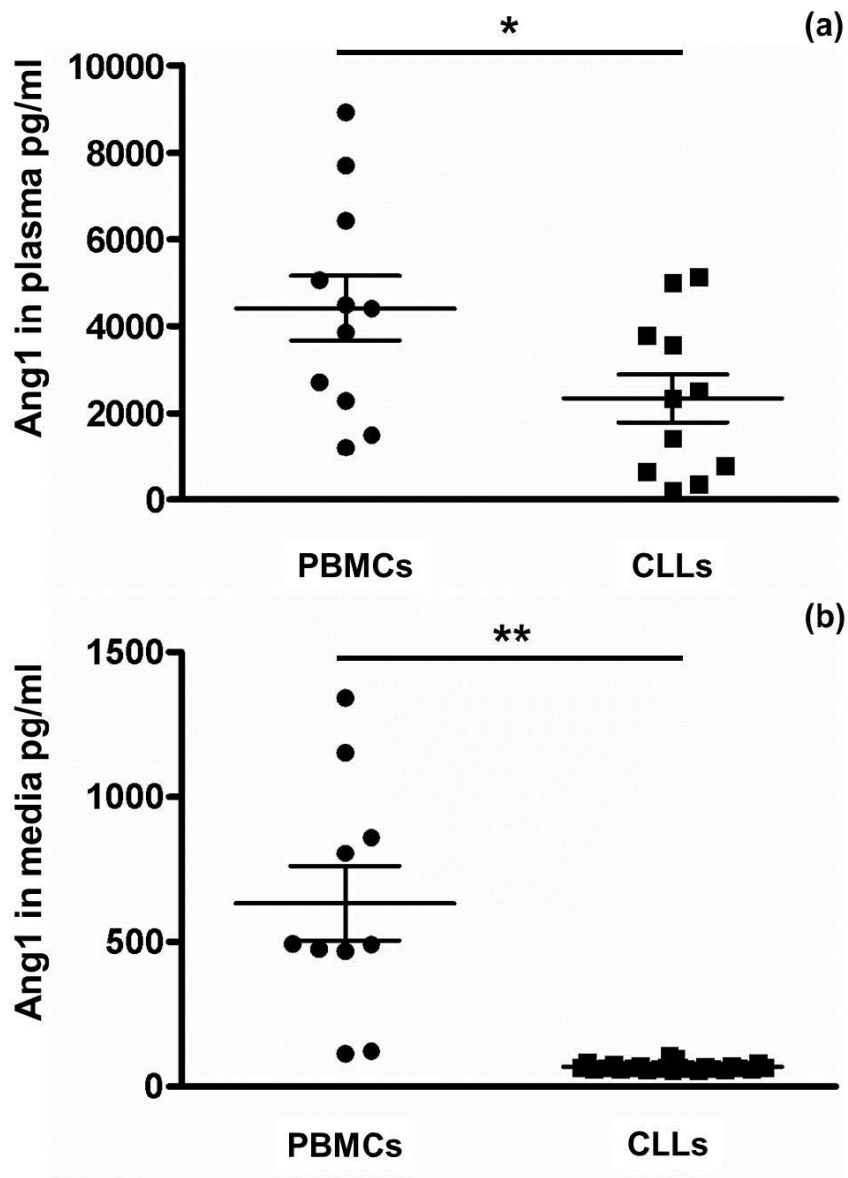 (a)
*
Ang1 in plasma pg/ml
10000
8000
6000
4000
2000
0
PBMCs CLLs
(b)
**
Ang1 in media pg/ml
1500
1000
500
0
PBMCs CLLs